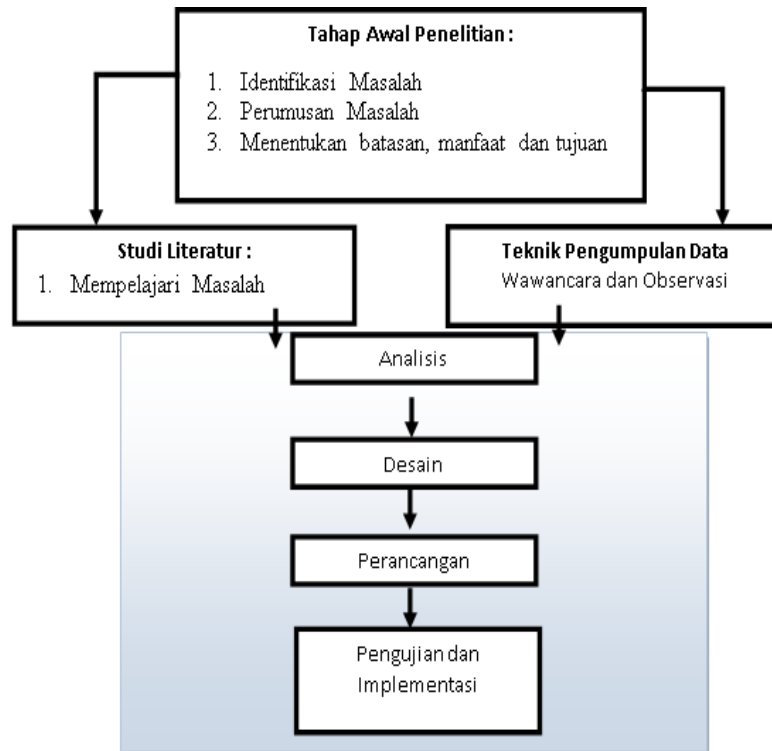 Tahap Awal Penelitian :
1. Identifikasi Masalah
2. Perumusan Masalah
3. Menentukan batasan, manfaat dan tujuan
Studi Literatur :
1. Mempelajari Masalah
Teknik Pengumpulan Data
Wawancara dan Observasi
Analisis
Desain
Perancangan
Pengujian dan
Implementasi